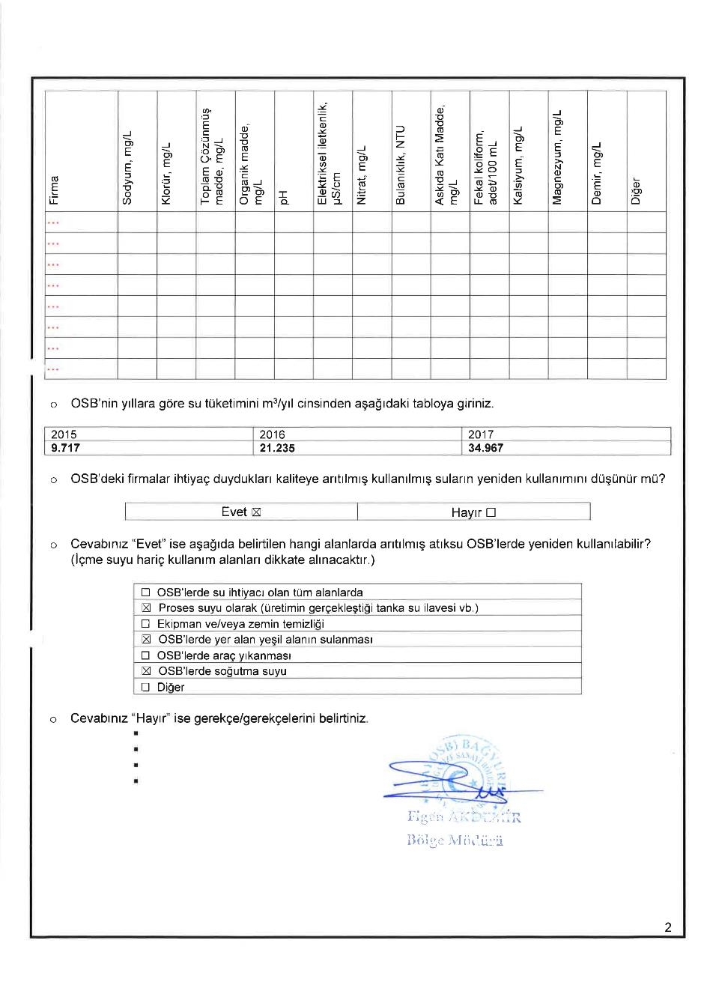 Firma
Sodyum, mg/L
Klorür, mg/L
Toplam Çözünmüş
madde, mg/L
Organik madde,
mg/L
pH
Elektriksel iletkenlik,
µS/cm
Nitrat, mg/L
Bulanıklık, NTU
Askıda Katı Madde,
mg/L
Fekal koliform,
adet/100 mL
Kalsiyum, mg/L
Magnezyum, mg/L
Demir, mg/L
Diğer
...
...
...
...
...
...
...
...
o OSB'nin yıllara göre su tüketimini m³/yıl cinsinden aşağıdaki tabloya giriniz.
2015 2016 2017
9.717 21.235 34.967
o OSB'deki firmalar ihtiyaç duydukları kaliteye arıtılmış kullanılmış suların yeniden kullanımını düşünür mü?
Evet ☒ Hayır ☐
o Cevabınız “Evet” ise aşağıda belirtilen hangi alanlarda arıtılmış atıksu OSB'lerde yeniden kullanılabilir?
(İçme suyu hariç kullanım alanları dikkate alınacaktır.)
☐ OSB'lerde su ihtiyacı olan tüm alanlarda
☒ Proses suyu olarak (üretimin gerçekleştiği tanka su ilavesi vb.)
☐ Ekipman ve/veya zemin temizliği
☒ OSB'lerde yer alan yeşil alanın sulanması
☐ OSB'lerde araç yıkanması
☒ OSB'lerde soğutma suyu
☐ Diğer
o Cevabınız “Hayır” ise gerekçe/gerekçelerini belirtiniz.
OSB) BAĞYURDU
Figen AKDEMİR
Bölge Müdürü
2